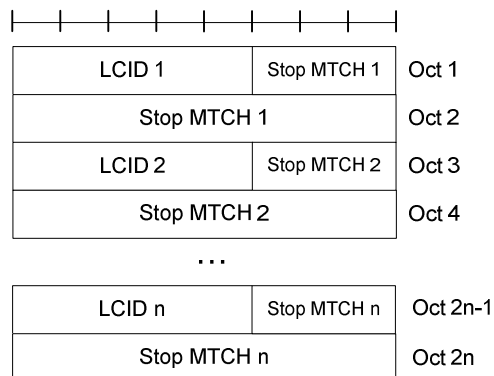 LCID 1 Stop MTCH 1 Oct 1
Stop MTCH 1 Oct 2
LCID 2 Stop MTCH 2 Oct 3
Stop MTCH 2 Oct 4
...
LCID n Stop MTCH n Oct 2n-1
Stop MTCH n Oct 2n